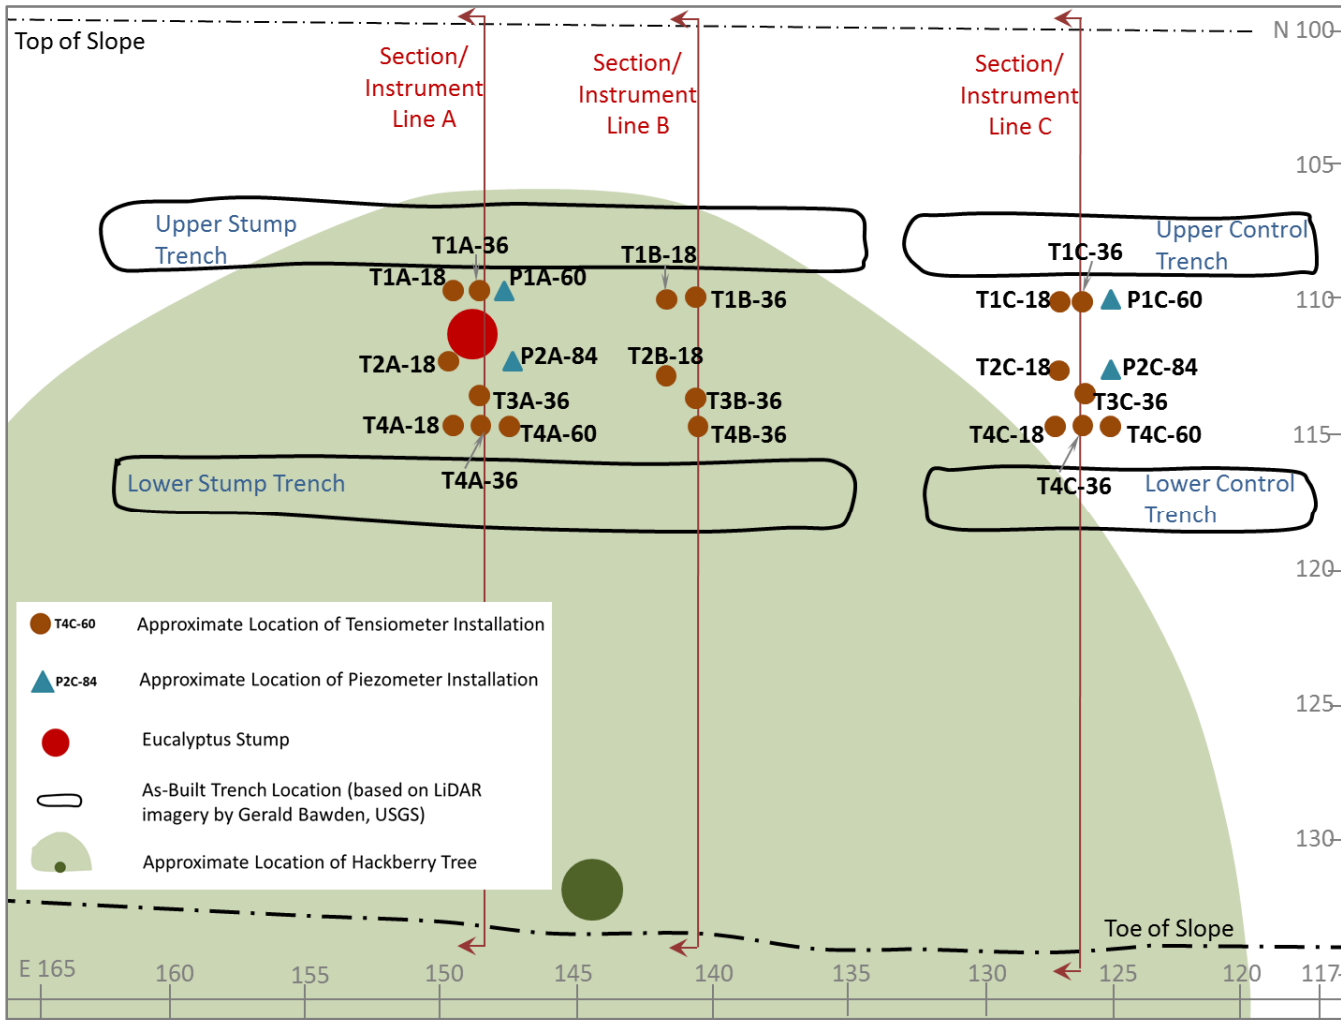 Top of Slope
N 100
Section/
Instrument
Line A
Section/
Instrument
Line B
Section/
Instrument
Line C
105
Upper Stump
Trench
T1A-36
T1B-18
T1C-36
Upper Control
Trench
T1A-18
P1A-60
T1B-36
T1C-18
P1C-60
110
T2A-18
P2A-84
T2B-18
T2C-18
P2C-84
T3A-36
T3B-36
T3C-36
T4A-18
T4A-60
T4B-36
T4C-18
T4C-60
115
T4A-36
T4C-36
Lower Stump Trench
Lower Control
Trench
120
T4C-60
Approximate Location of Tensiometer Installation
P2C-84
Approximate Location of Piezometer Installation
125
Eucalyptus Stump
As-Built Trench Location (based on LiDAR
imagery by Gerald Bawden, USGS)
130
Approximate Location of Hackberry Tree
Toe of Slope
E 165
160
155
150
145
140
135
130
125
120
117